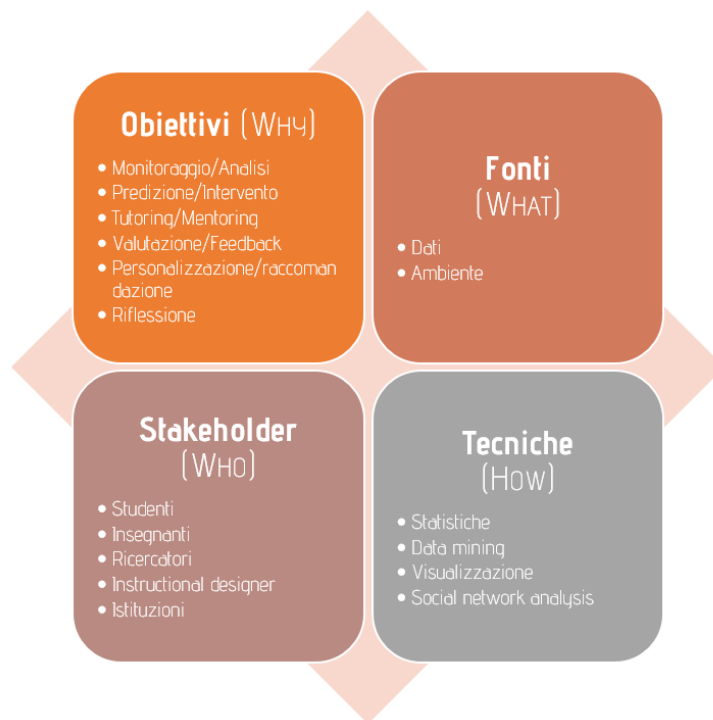 Obiettivi (WHY)
• Monitoraggio/Analisi
• Predizione/Intervento
• Tutoring/Mentoring
• Valutazione/Feedback
• Personalizzazione/raccoman
dazione
• Riflessione
Fonti
(WHAT)
• Dati
• Ambiente
Stakeholder
(WHO)
• Studenti
• Insegnanti
• Ricercatori
• Instructional designer
• Istituzioni
Tecniche
(HOW)
• Statistiche
• Data mining
• Visualizzazione
• Social network analysis